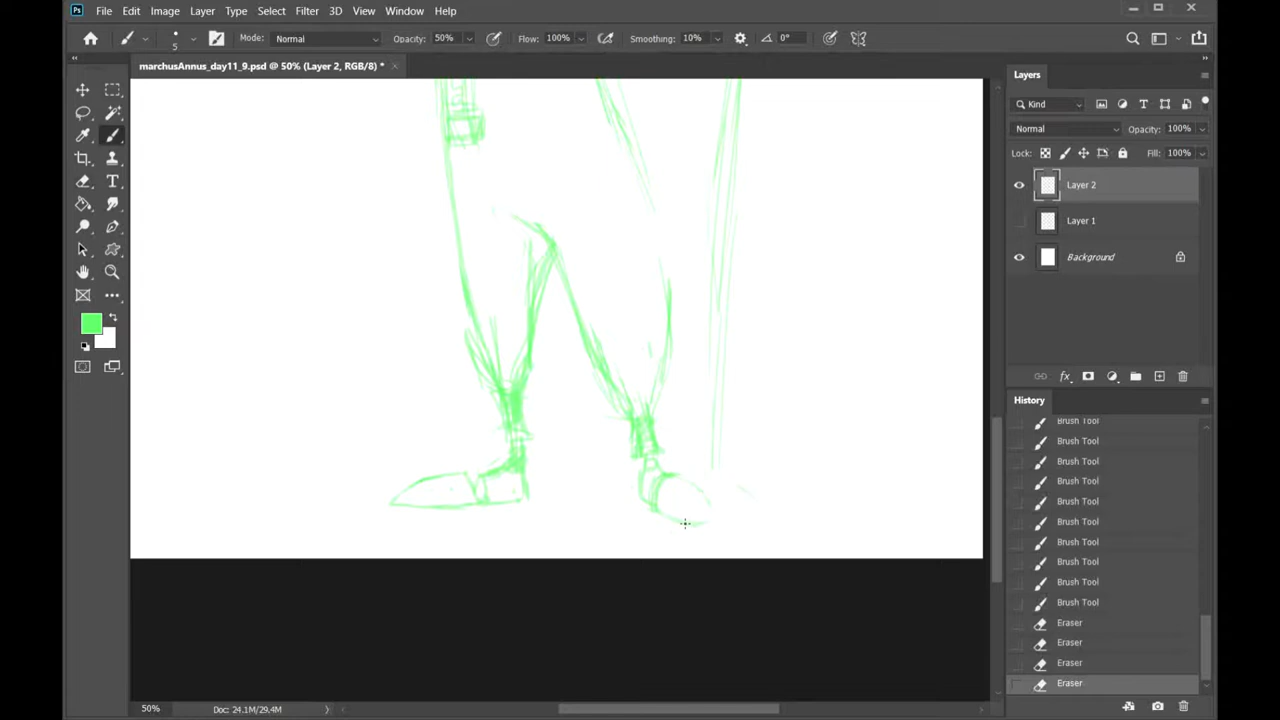 Ps File Edit Image Layer Type Select Filter 3D View Window Help
5 Mode: Normal Opacity: 50% Flow: 100% Smoothing: 10% 0°
marchusAnnus_day11_9.psd @ 50% (Layer 2, RGB/8) *
Layers
Kind
Normal Opacity: 100%
Lock: Fill: 100%
Layer 2
Layer 1
Background
fx
History
Brush Tool
Brush Tool
Brush Tool
Brush Tool
Brush Tool
Brush Tool
Brush Tool
Brush Tool
Brush Tool
Brush Tool
Eraser
Eraser
Eraser
Eraser
50% Doc: 24.1M/29.4M